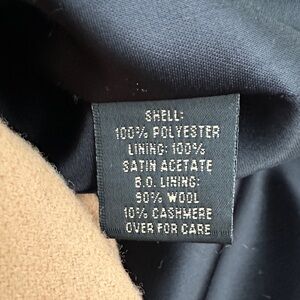 SHELL:
100% POLYESTER
LINING: 100%
SATIN ACETATE
B.O. LINING:
90% WOOL
10% CASHMERE
OVER FOR CARE